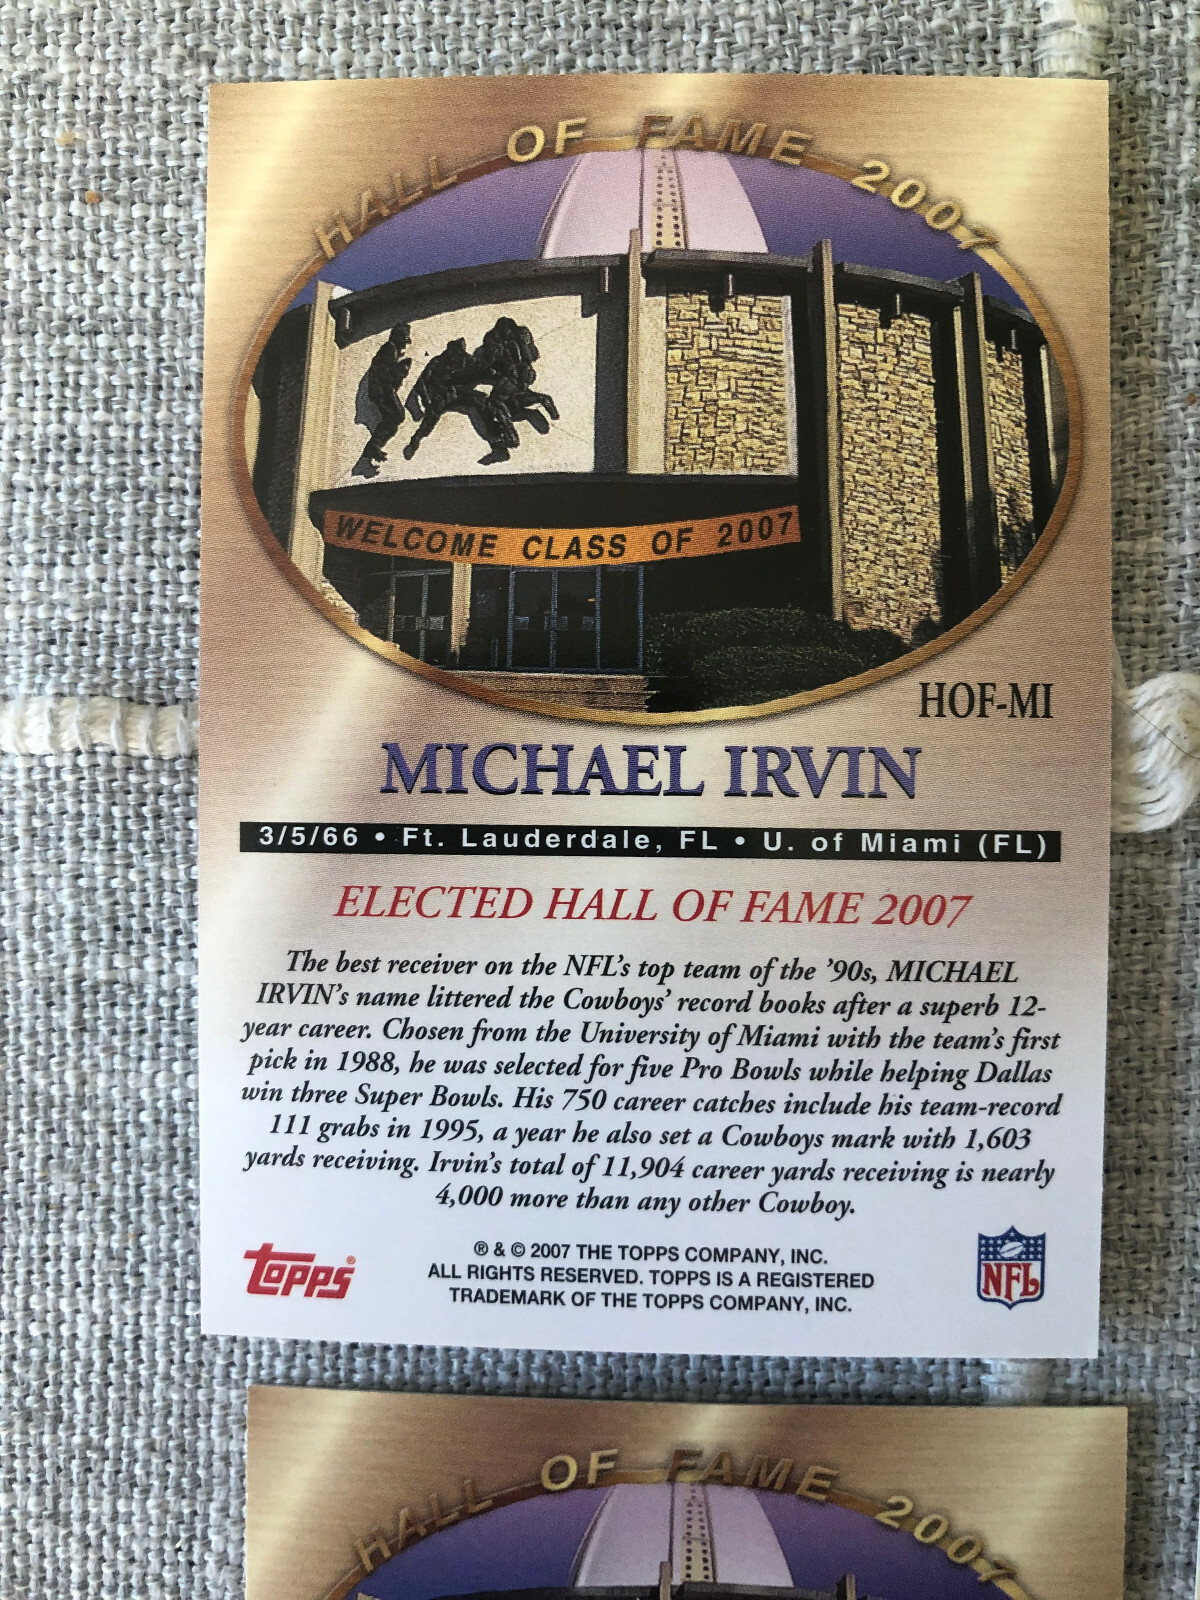 HALL OF FAME 2007
WELCOME CLASS OF 2007
HOF-MI
MICHAEL IRVIN
3/5/66 • Ft. Lauderdale, FL • U. of Miami (FL)
ELECTED HALL OF FAME 2007
The best receiver on the NFL's top team of the '90s, MICHAEL
IRVIN's name littered the Cowboys' record books after a superb 12-
year career. Chosen from the University of Miami with the team's first
pick in 1988, he was selected for five Pro Bowls while helping Dallas
win three Super Bowls. His 750 career catches include his team-record
111 grabs in 1995, a year he also set a Cowboys mark with 1,603
yards receiving. Irvin's total of 11,904 career yards receiving is nearly
4,000 more than any other Cowboy.
Topps®
® & © 2007 THE TOPPS COMPANY, INC.
ALL RIGHTS RESERVED. TOPPS IS A REGISTERED
TRADEMARK OF THE TOPPS COMPANY, INC.
NFL
HALL OF FAME 2007